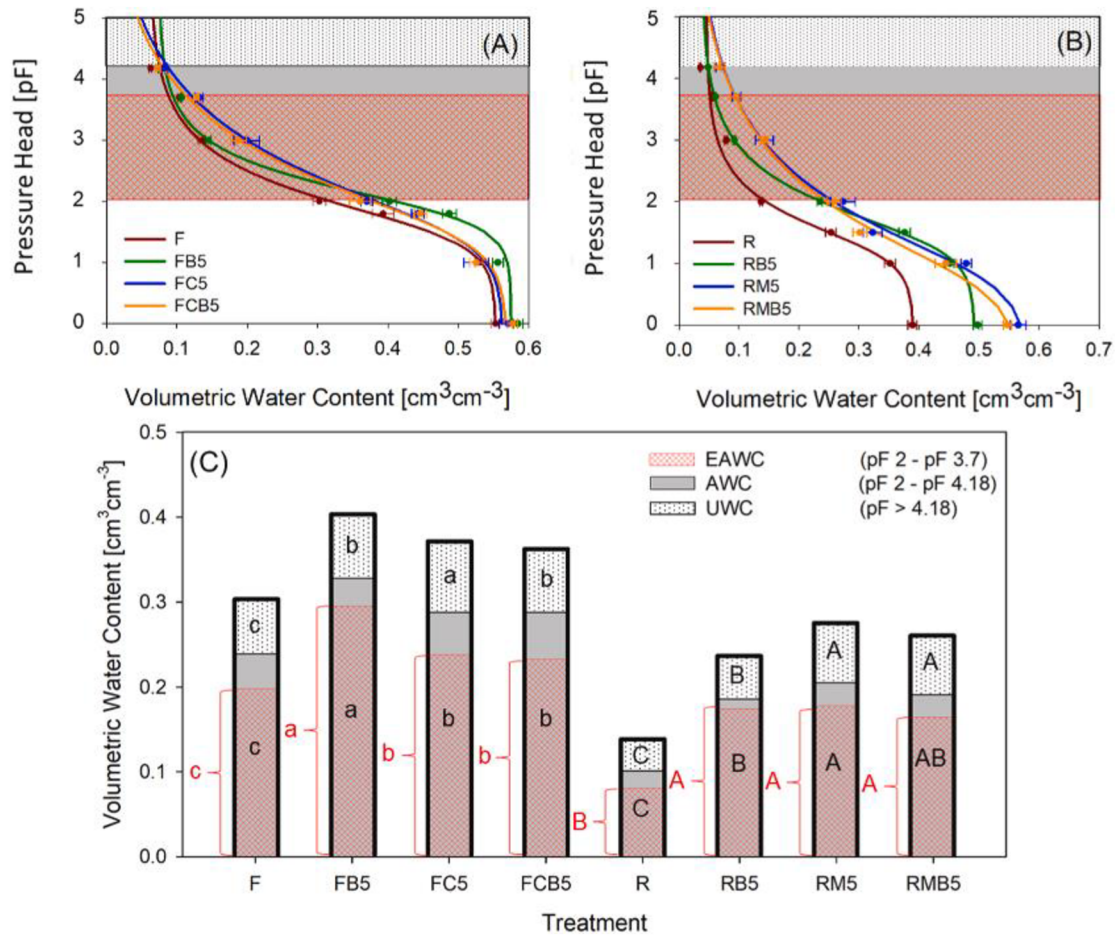 (A)
5
4
3
2
1
0
Pressure Head [pF]
F
FB5
FC5
FCB5
0.0 0.1 0.2 0.3 0.4 0.5 0.6
Volumetric Water Content [cm³cm⁻³]
(B)
5
4
3
2
1
0
Pressure Head [pF]
R
RB5
RM5
RMB5
0.0 0.1 0.2 0.3 0.4 0.5 0.6 0.7
Volumetric Water Content [cm³cm⁻³]
(C)
0.5
0.4
0.3
0.2
0.1
0.0
Volumetric Water Content [cm³cm⁻³]
EAWC (pF 2 - pF 3.7)
AWC (pF 2 - pF 4.18)
UWC (pF > 4.18)
c b a b C B A A
c a b b C B A AB
c a b b B A A A
F FB5 FC5 FCB5 R RB5 RM5 RMB5
Treatment